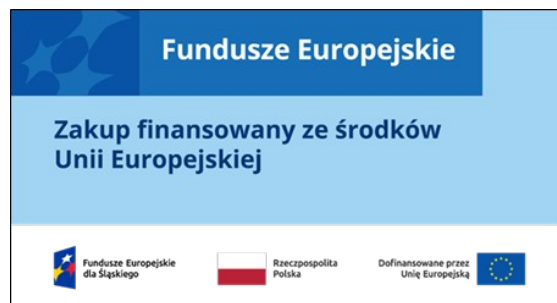 Fundusze Europejskie
Zakup finansowany ze środków
Unii Europejskiej
Fundusze Europejskie
dla Śląskiego
Rzeczpospolita
Polska
Dofinansowane przez
Unię Europejską